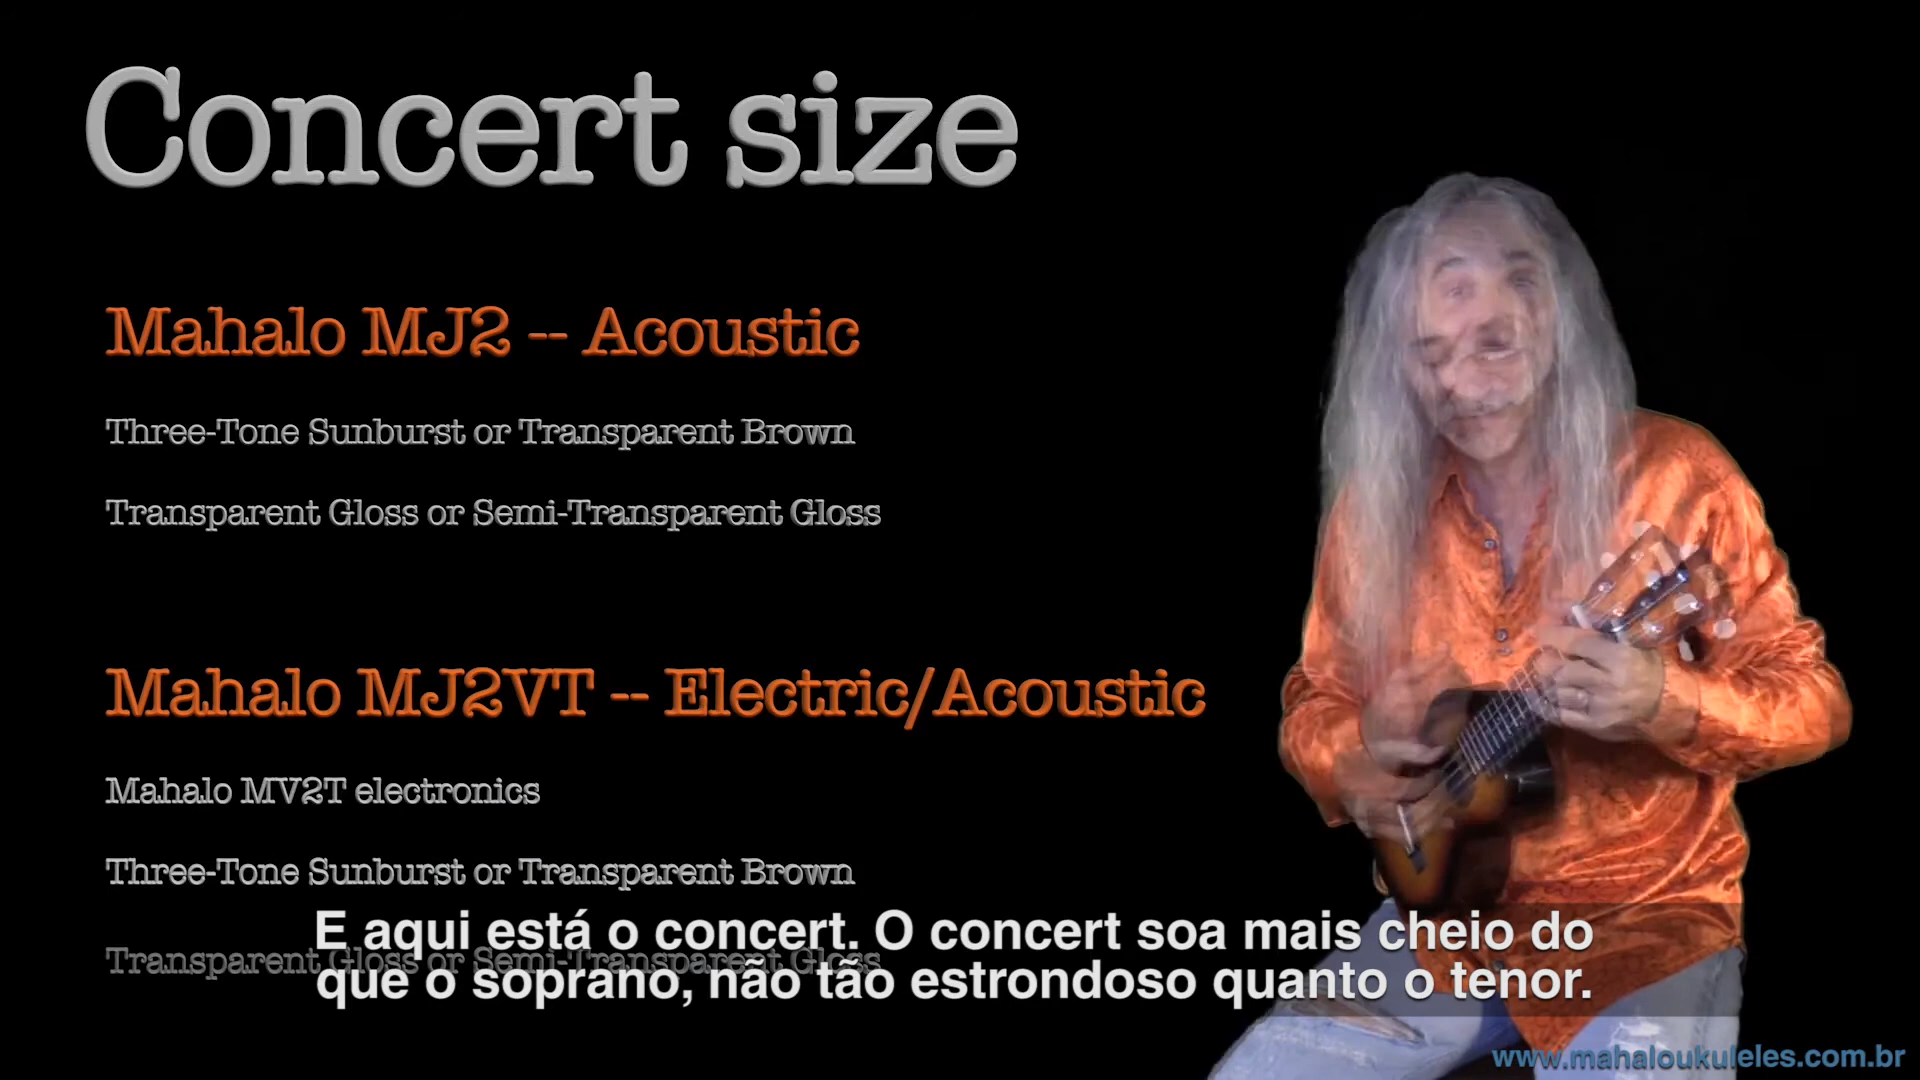 Concert size
Mahalo MJ2 -- Acoustic
Three-Tone Sunburst or Transparent Brown
Transparent Gloss or Semi-Transparent Gloss
Mahalo MJ2VT -- Electric/Acoustic
Mahalo MV2T electronics
Three-Tone Sunburst or Transparent Brown
Transparent Gloss or Semi-Transparent Gloss
E aqui está o concert. O concert soa mais cheio do
que o soprano, não tão estrondoso quanto o tenor.
www.mahaloukuleles.com.br